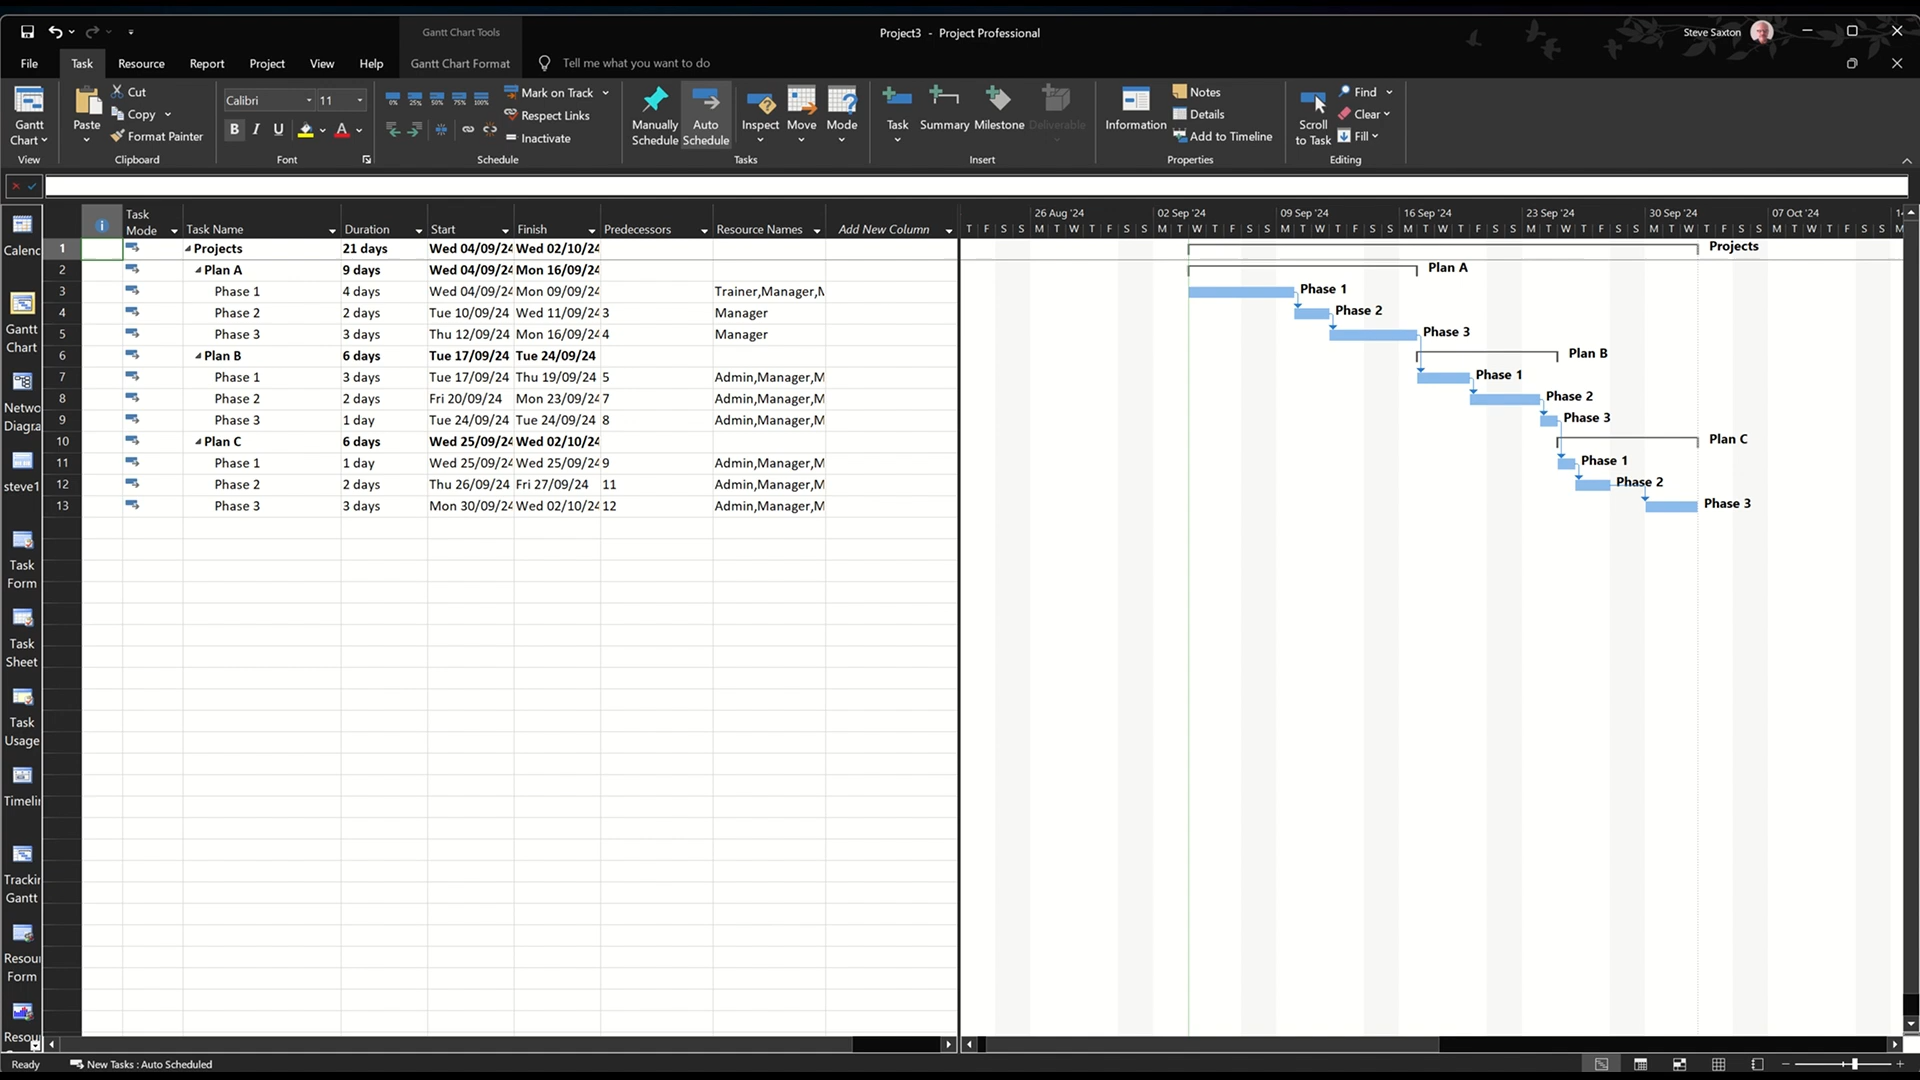 Gantt Chart Tools
Project3 - Project Professional
Steve Saxton
File Task Resource Report Project View Help Gantt Chart Format Tell me what you want to do
Gantt Chart
View
Paste
Cut
Copy
Format Painter
Clipboard
Calibri 11
B I U A
Font
0% 25% 50% 75% 100%
Mark on Track
Respect Links
Inactivate
Schedule
Manually Schedule
Auto Schedule
Inspect
Move
Mode
Tasks
Task
Summary
Milestone
Deliverable
Insert
Information
Notes
Details
Add to Timeline
Properties
Scroll to Task
Find
Clear
Fill
Editing
Task Mode Task Name Duration Start Finish Predecessors Resource Names Add New Column
1 Projects 21 days Wed 04/09/24 Wed 02/10/24
2 Plan A 9 days Wed 04/09/24 Mon 16/09/24
3 Phase 1 4 days Wed 04/09/24 Mon 09/09/24 Trainer,Manager,M
4 Phase 2 2 days Tue 10/09/24 Wed 11/09/24 3 Manager
5 Phase 3 3 days Thu 12/09/24 Mon 16/09/24 4 Manager
6 Plan B 6 days Tue 17/09/24 Tue 24/09/24
7 Phase 1 3 days Tue 17/09/24 Thu 19/09/24 5 Admin,Manager,M
8 Phase 2 2 days Fri 20/09/24 Mon 23/09/24 7 Admin,Manager,M
9 Phase 3 1 day Tue 24/09/24 Tue 24/09/24 8 Admin,Manager,M
10 Plan C 6 days Wed 25/09/24 Wed 02/10/24
11 Phase 1 1 day Wed 25/09/24 Wed 25/09/24 9 Admin,Manager,M
12 Phase 2 2 days Thu 26/09/24 Fri 27/09/24 11 Admin,Manager,M
13 Phase 3 3 days Mon 30/09/24 Wed 02/10/24 12 Admin,Manager,M
26 Aug '24 02 Sep '24 09 Sep '24 16 Sep '24 23 Sep '24 30 Sep '24 07 Oct '24 14
T F S S M T W T F S S M T W T F S S M T W T F S S M T W T F S S M T W T F S S M T W T F S S M T W T F S S M
Projects
Plan A
Phase 1
Phase 2
Phase 3
Plan B
Phase 1
Phase 2
Phase 3
Plan C
Phase 1
Phase 2
Phase 3
Calenc
Gantt Chart
Netwo Diagra
steve1
Task Form
Task Sheet
Task Usage
Timeli
Tracki Gantt
Resou Form
Resou
Ready New Tasks : Auto Scheduled